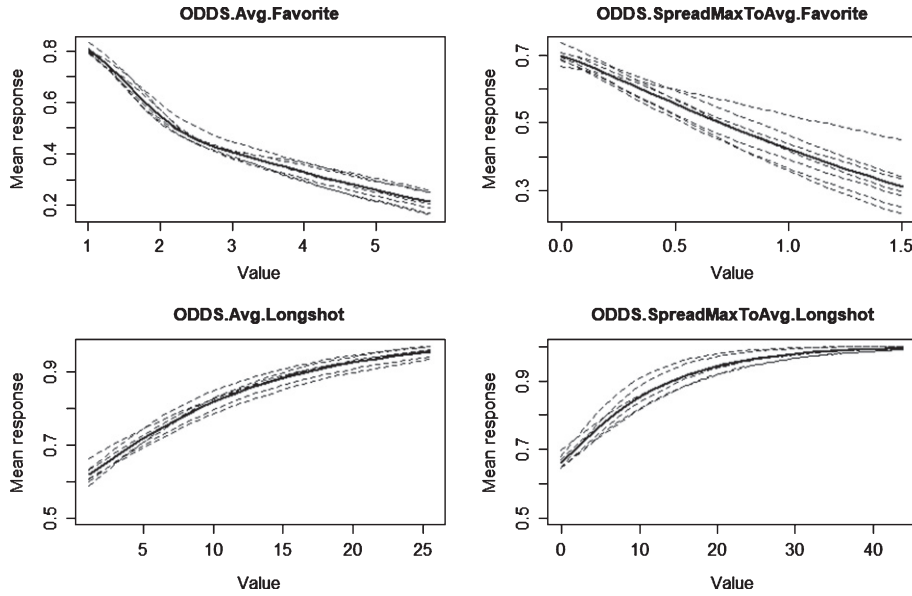 ODDS.Avg.Favorite
Mean response
0.8
0.6
0.4
0.2
1 2 3 4 5
Value
ODDS.SpreadMaxToAvg.Favorite
Mean response
0.7
0.5
0.3
0.0 0.5 1.0 1.5
Value
ODDS.Avg.Longshot
Mean response
0.9
0.7
0.5
5 10 15 20 25
Value
ODDS.SpreadMaxToAvg.Longshot
Mean response
0.9
0.7
0.5
0 10 20 30 40
Value